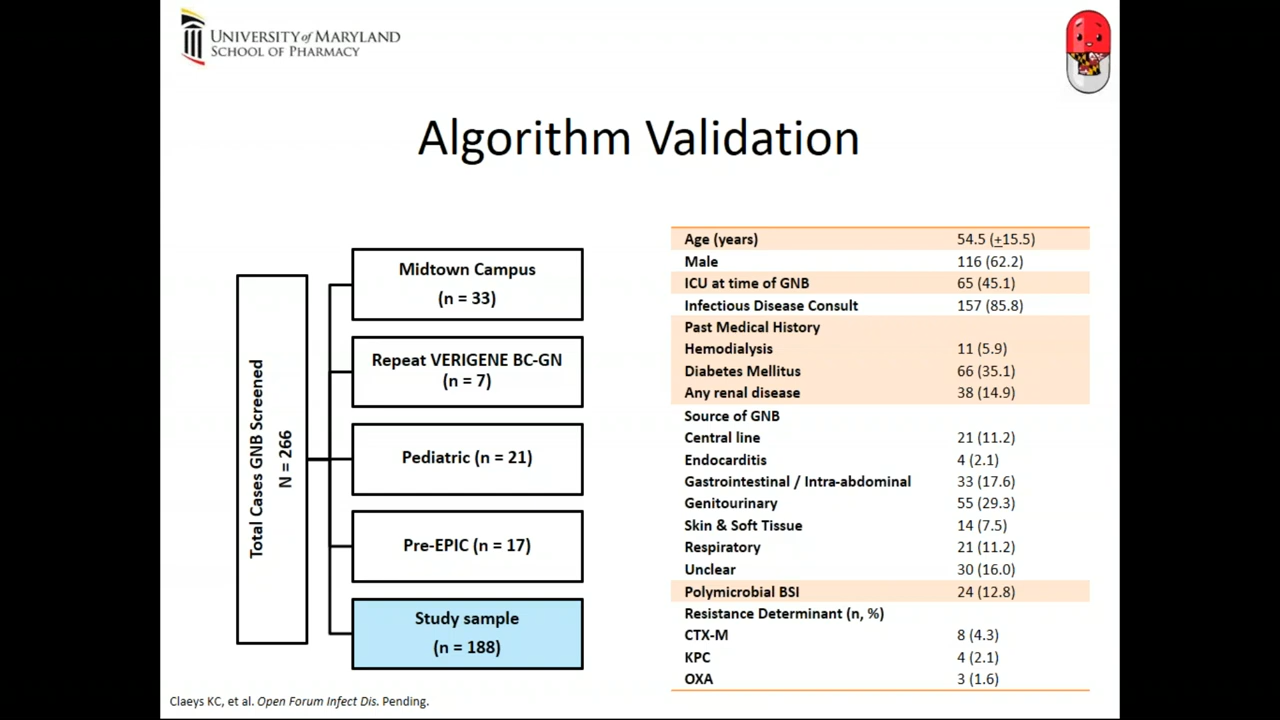 UNIVERSITY of MARYLAND
SCHOOL OF PHARMACY
Algorithm Validation
Total Cases GNB Screened
N = 266
Midtown Campus
(n = 33)
Repeat VERIGENE BC-GN
(n = 7)
Pediatric (n = 21)
Pre-EPIC (n = 17)
Study sample
(n = 188)
Age (years) 54.5 (+15.5)
Male 116 (62.2)
ICU at time of GNB 65 (45.1)
Infectious Disease Consult 157 (85.8)
Past Medical History
Hemodialysis 11 (5.9)
Diabetes Mellitus 66 (35.1)
Any renal disease 38 (14.9)
Source of GNB
Central line 21 (11.2)
Endocarditis 4 (2.1)
Gastrointestinal / Intra-abdominal 33 (17.6)
Genitourinary 55 (29.3)
Skin & Soft Tissue 14 (7.5)
Respiratory 21 (11.2)
Unclear 30 (16.0)
Polymicrobial BSI 24 (12.8)
Resistance Determinant (n, %)
CTX-M 8 (4.3)
KPC 4 (2.1)
OXA 3 (1.6)
Claeys KC, et al. Open Forum Infect Dis. Pending.